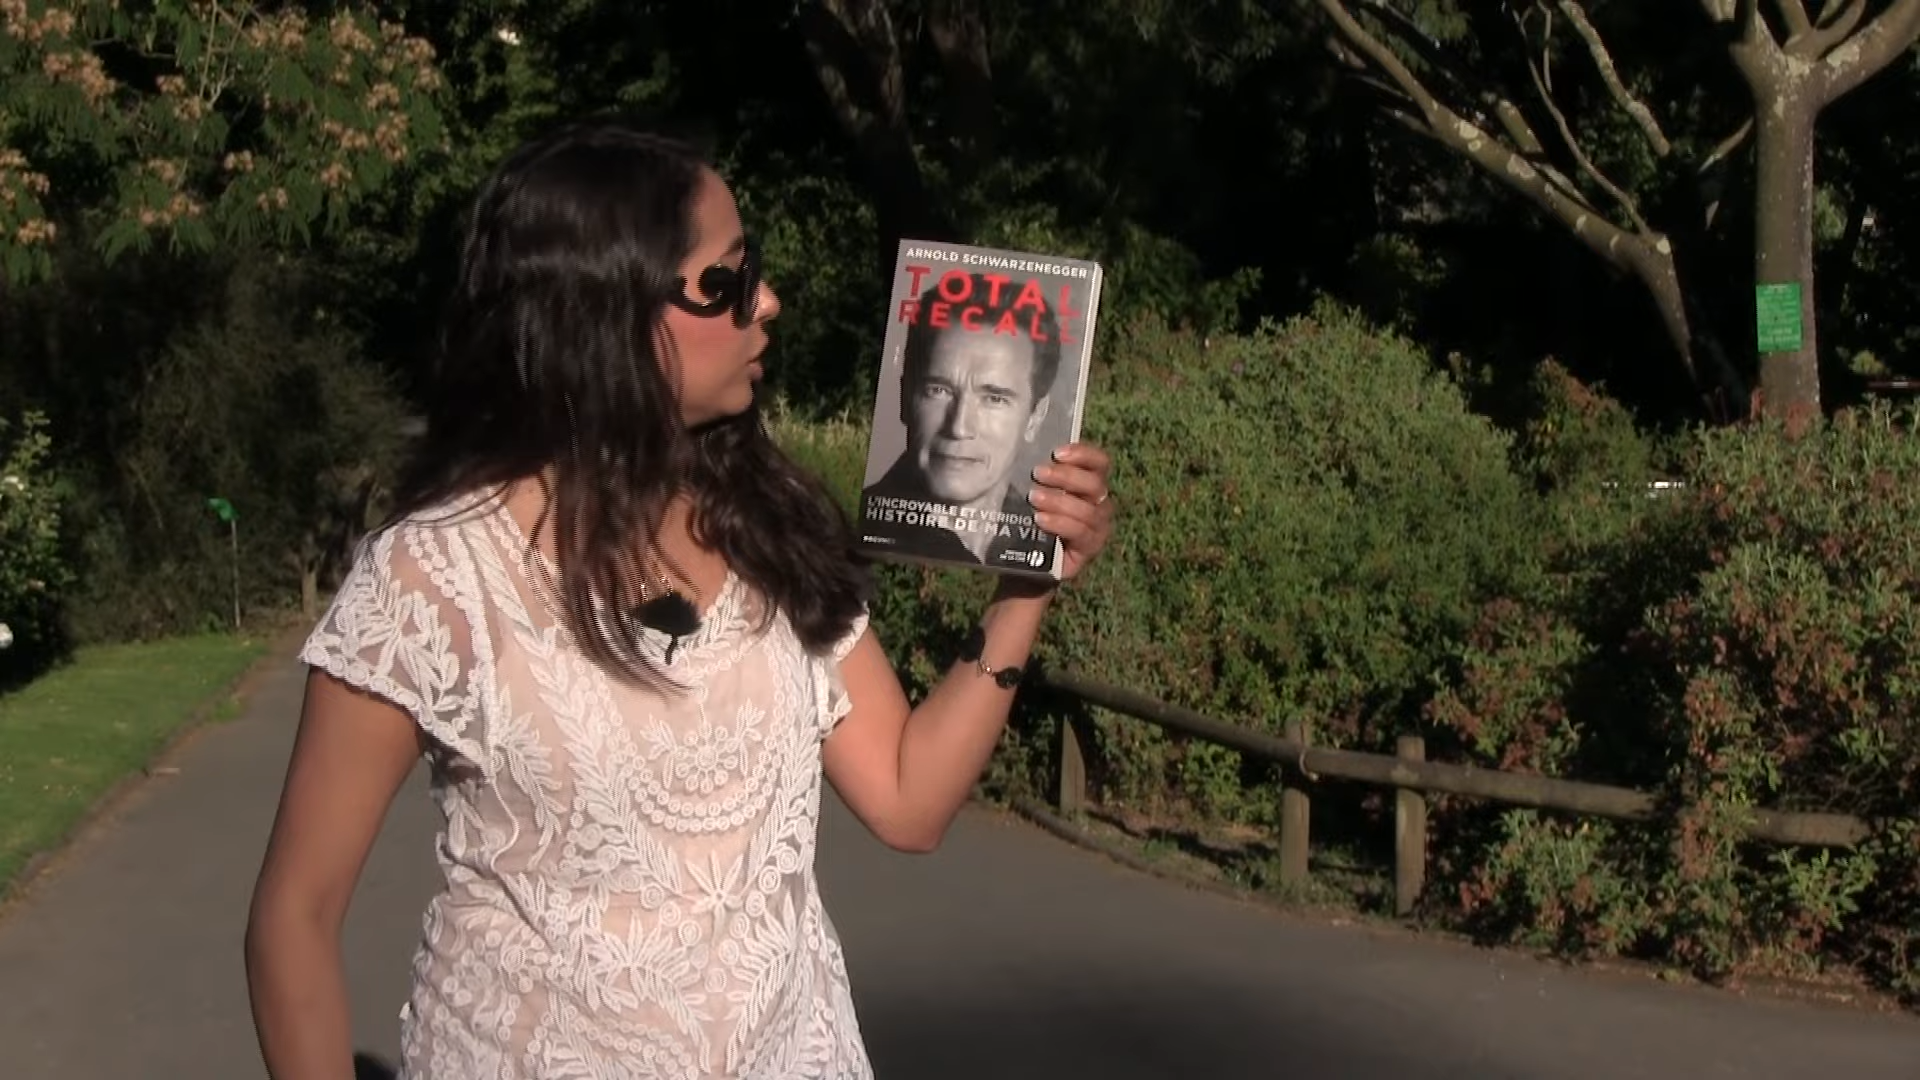 ARNOLD SCHWARZENEGGER
TOTAL
RECALL
L'INCROYABLE ET VÉRIDIQ
HISTOIRE DE MA VIE